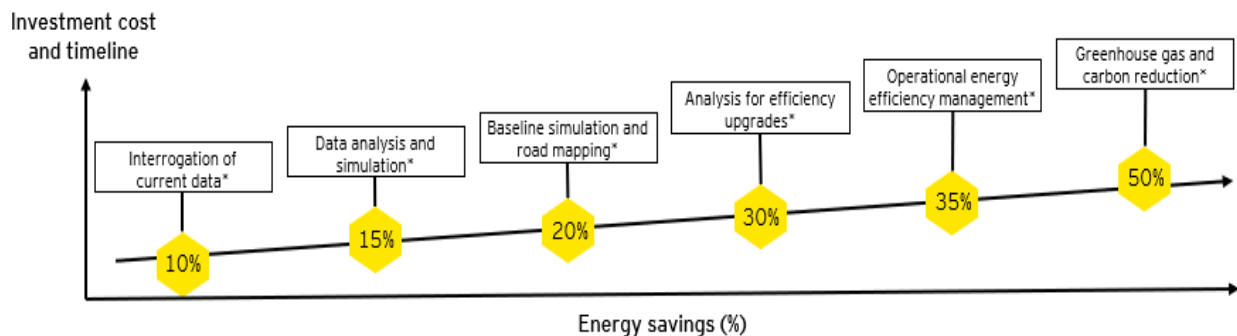 Investment cost
and timeline
Greenhouse gas and
carbon reduction*
Operational energy
efficiency management*
Analysis for efficiency
upgrades*
Baseline simulation and
road mapping*
Data analysis and
simulation*
Interrogation of
current data*
10%
15%
20%
30%
35%
50%
Energy savings (%)